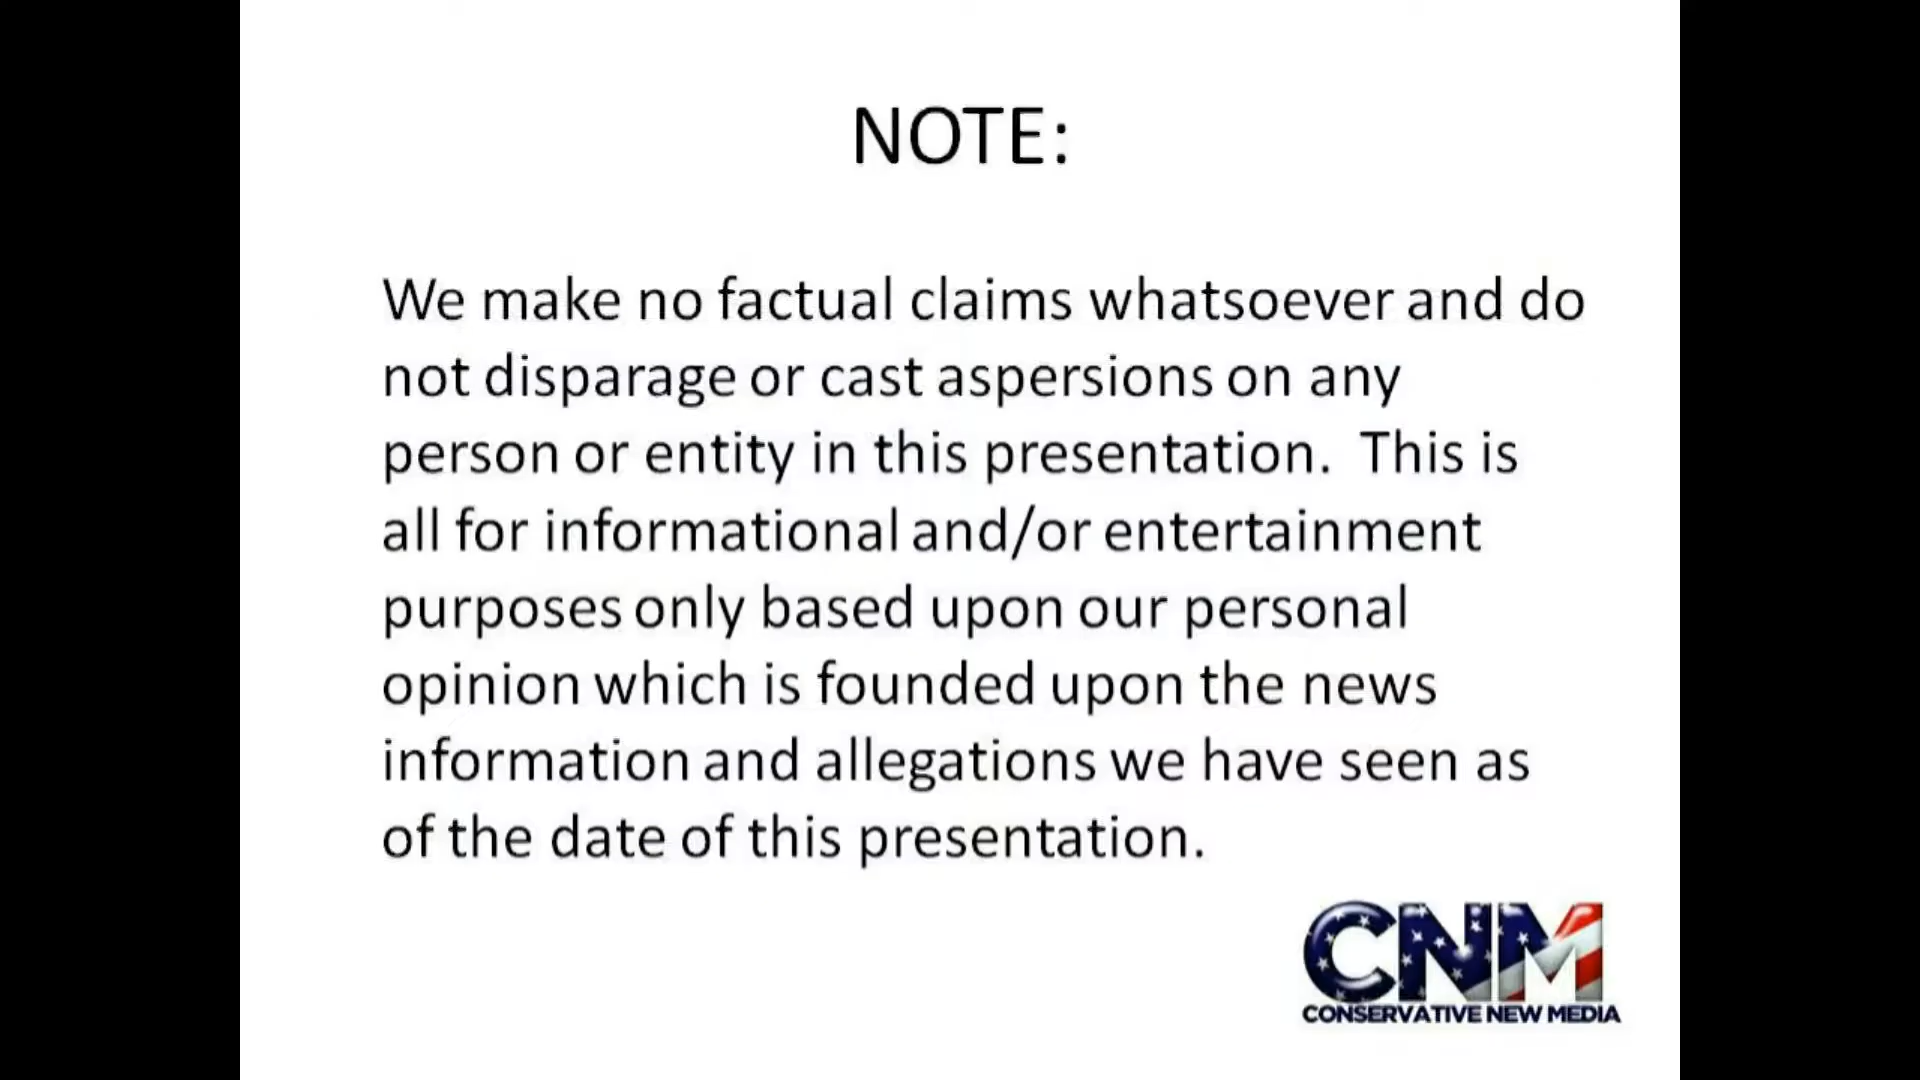 NOTE:
We make no factual claims whatsoever and do
not disparage or cast aspersions on any
person or entity in this presentation.  This is
all for informational and/or entertainment
purposes only based upon our personal
opinion which is founded upon the news
information and allegations we have seen as
of the date of this presentation.
CNM
CONSERVATIVE NEW MEDIA